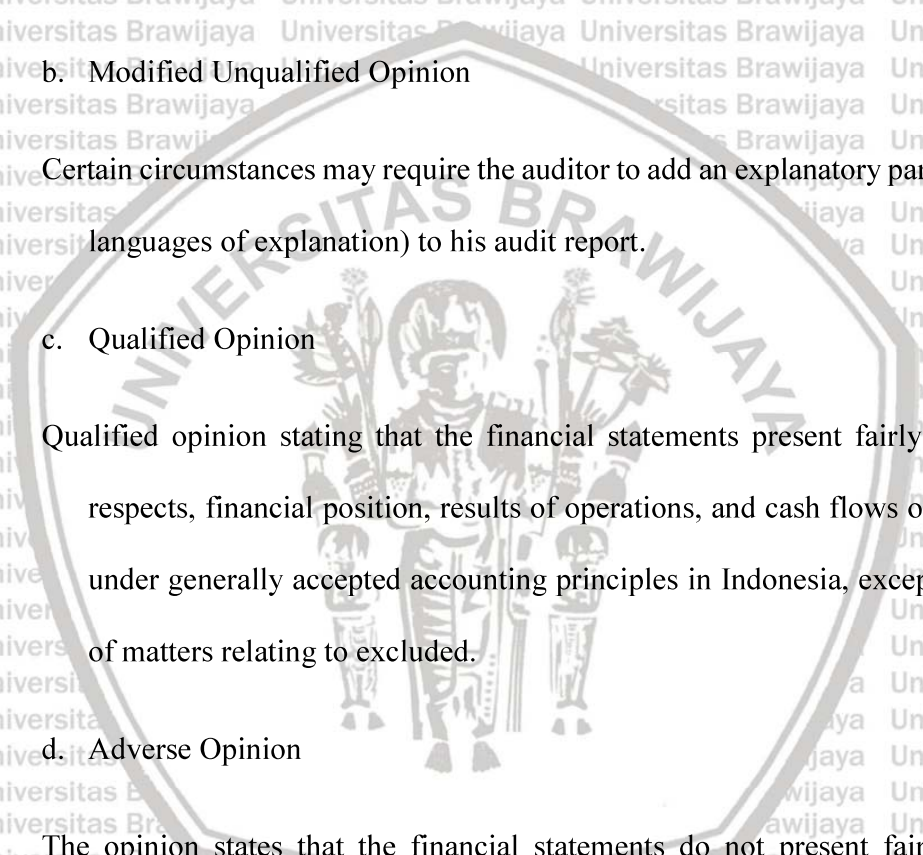 b. Modified Unqualified Opinion
Certain circumstances may require the auditor to add an explanatory
languages of explanation) to his audit report.
c. Qualified Opinion
Qualified opinion stating that the financial statements present fairly
respects, financial position, results of operations, and cash flows
under generally accepted accounting principles in Indonesia,
of matters relating to excluded.
d. Adverse Opinion
The opinion states that the financial statements do not present
UNIVERSITAS BRAWIJAYA